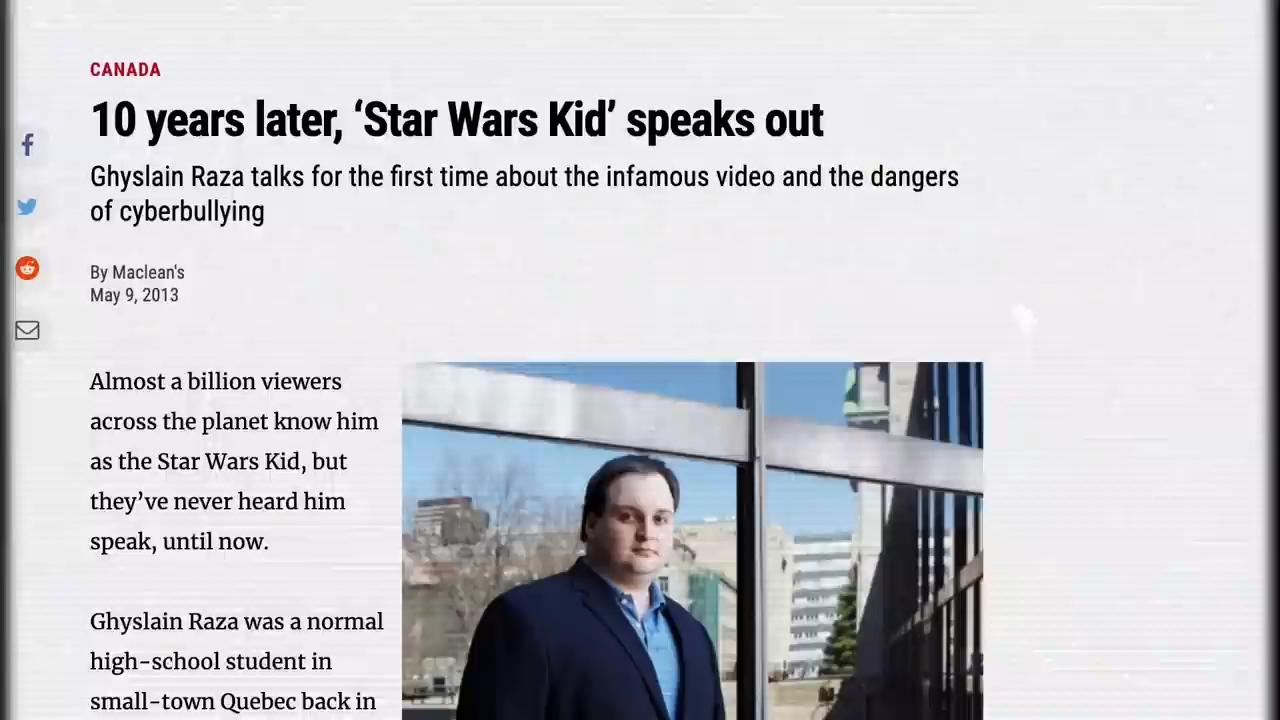 CANADA
10 years later, ‘Star Wars Kid’ speaks out
Ghyslain Raza talks for the first time about the infamous video and the dangers
of cyberbullying
By Maclean's
May 9, 2013
Almost a billion viewers
across the planet know him
as the Star Wars Kid, but
they’ve never heard him
speak, until now.
Ghyslain Raza was a normal
high-school student in
small-town Quebec back in